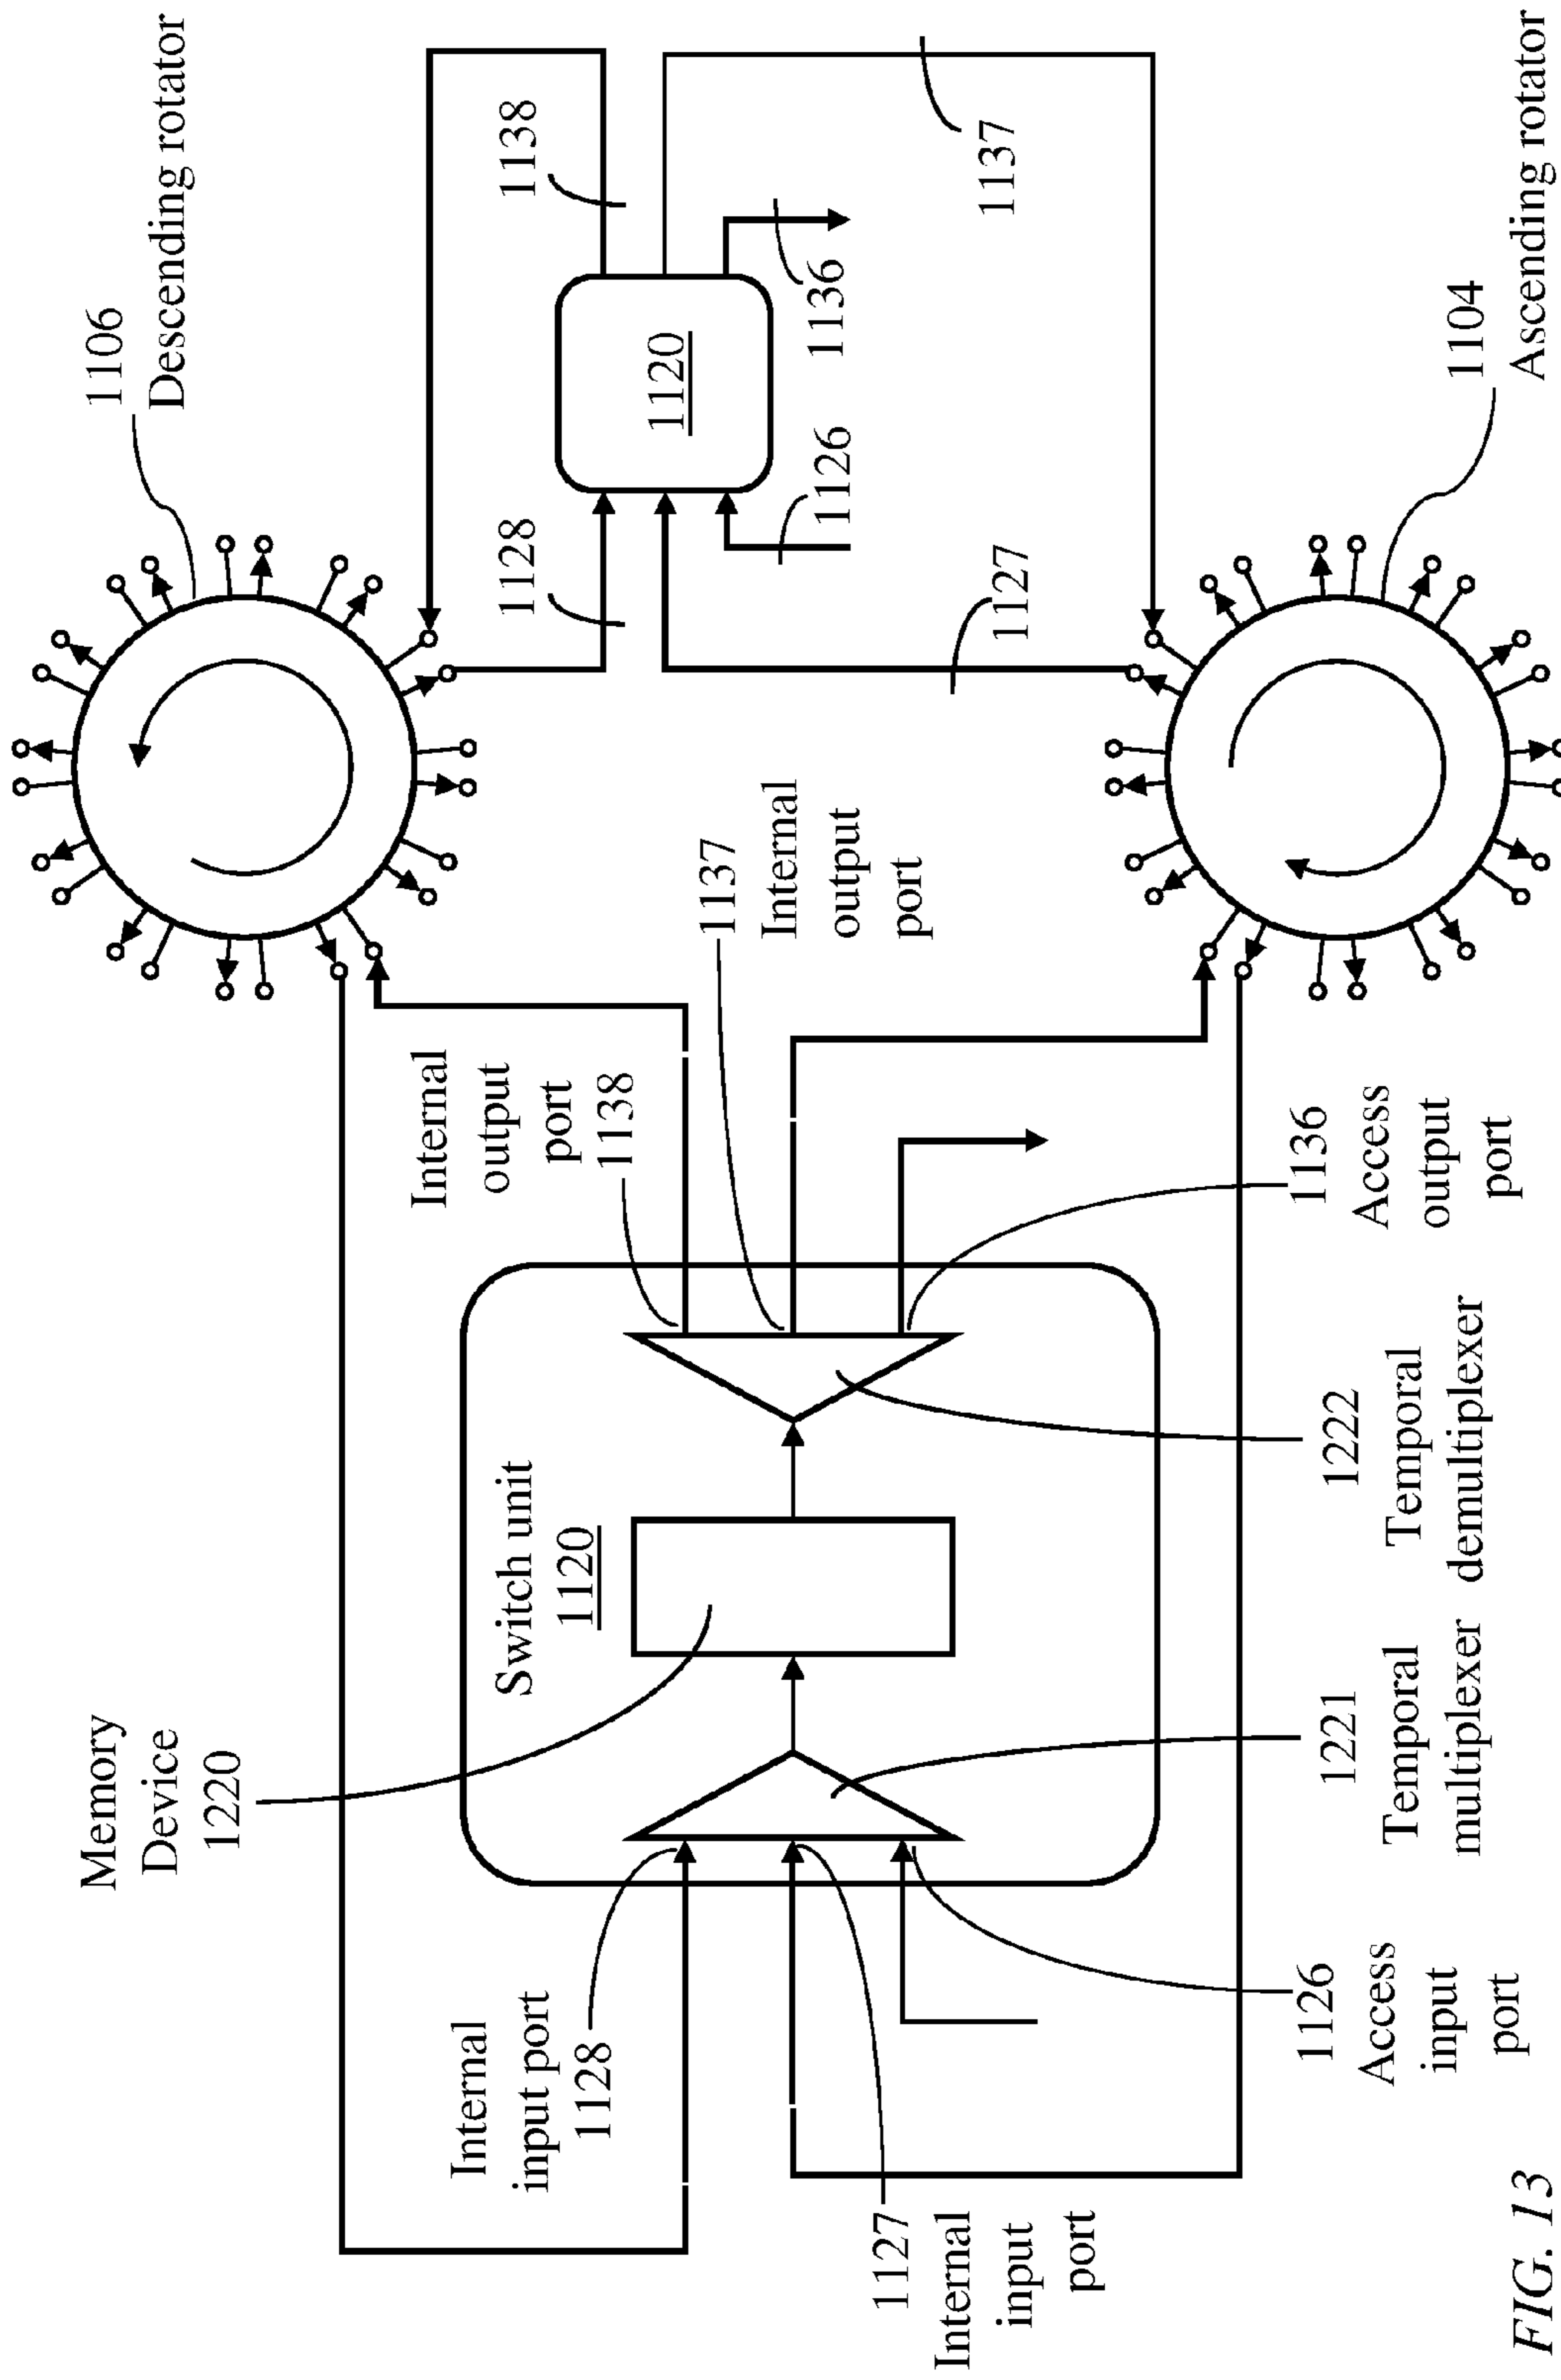 1106
Descending rotator
1138
1128
1120
1136
1126
1137
1127
1104
Ascending rotator
Memory
Device
1220
Switch unit
1120
Internal
output
port
1138
1137
Internal
output
port
Internal
input port
1128
1127
Internal
input
port
1126
Access
input
port
1221
Temporal
multiplexer
1222
Temporal
demultiplexer
1136
Access
output
port
FIG. 13